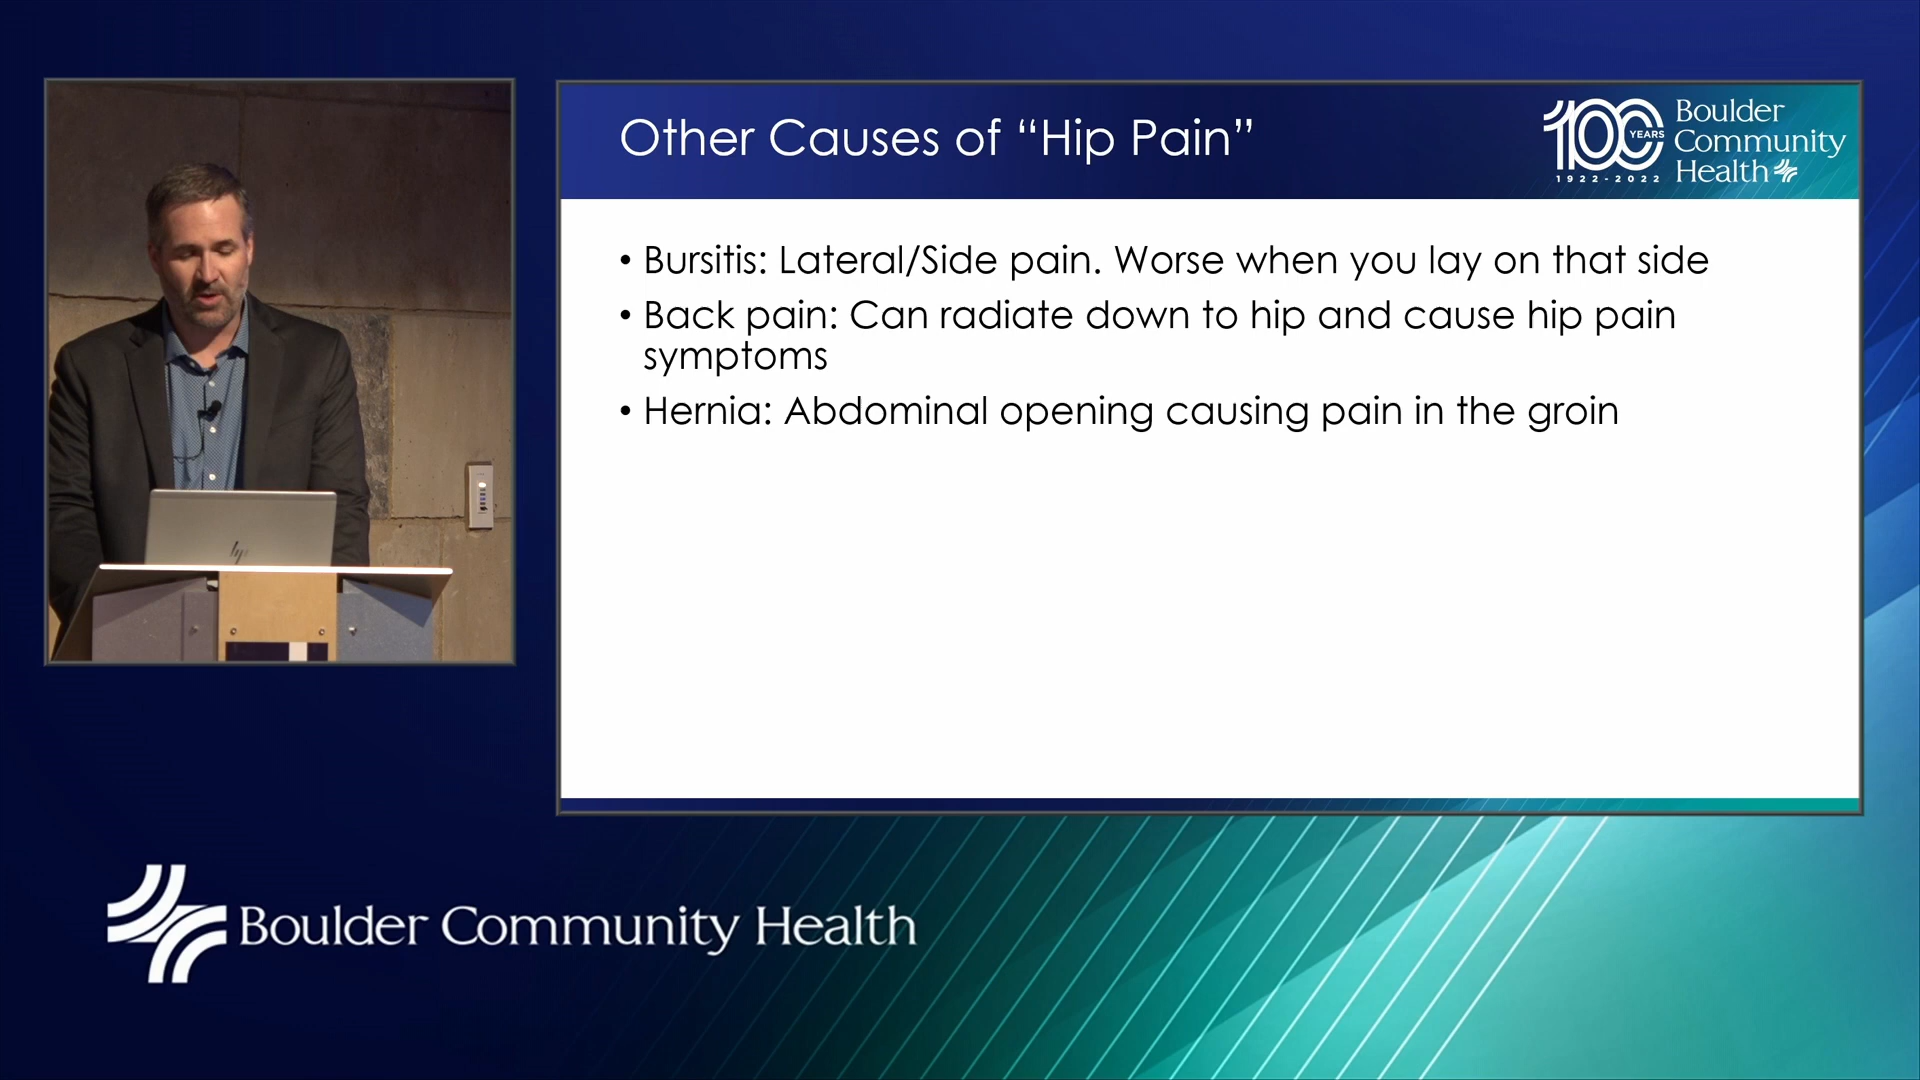 Other Causes of “Hip Pain”
100 YEARS
1922-2022
Boulder
Community
Health
• Bursitis: Lateral/Side pain. Worse when you lay on that side
• Back pain: Can radiate down to hip and cause hip pain
symptoms
• Hernia: Abdominal opening causing pain in the groin
hp
Boulder Community Health